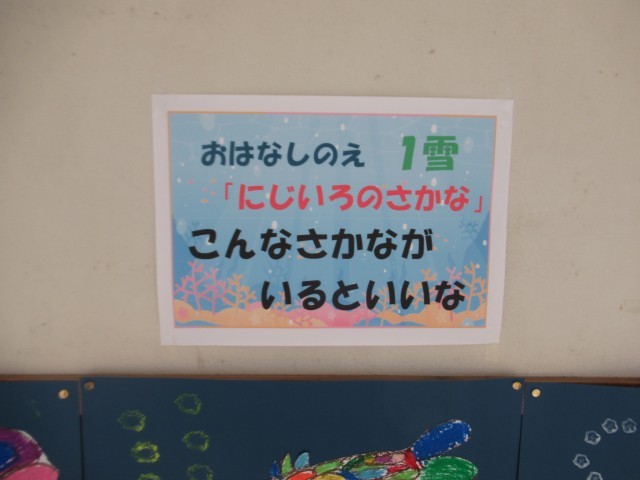 おはなしのえ 1雪
「にじいろのさかな」
こんなさかなが
いるといいな